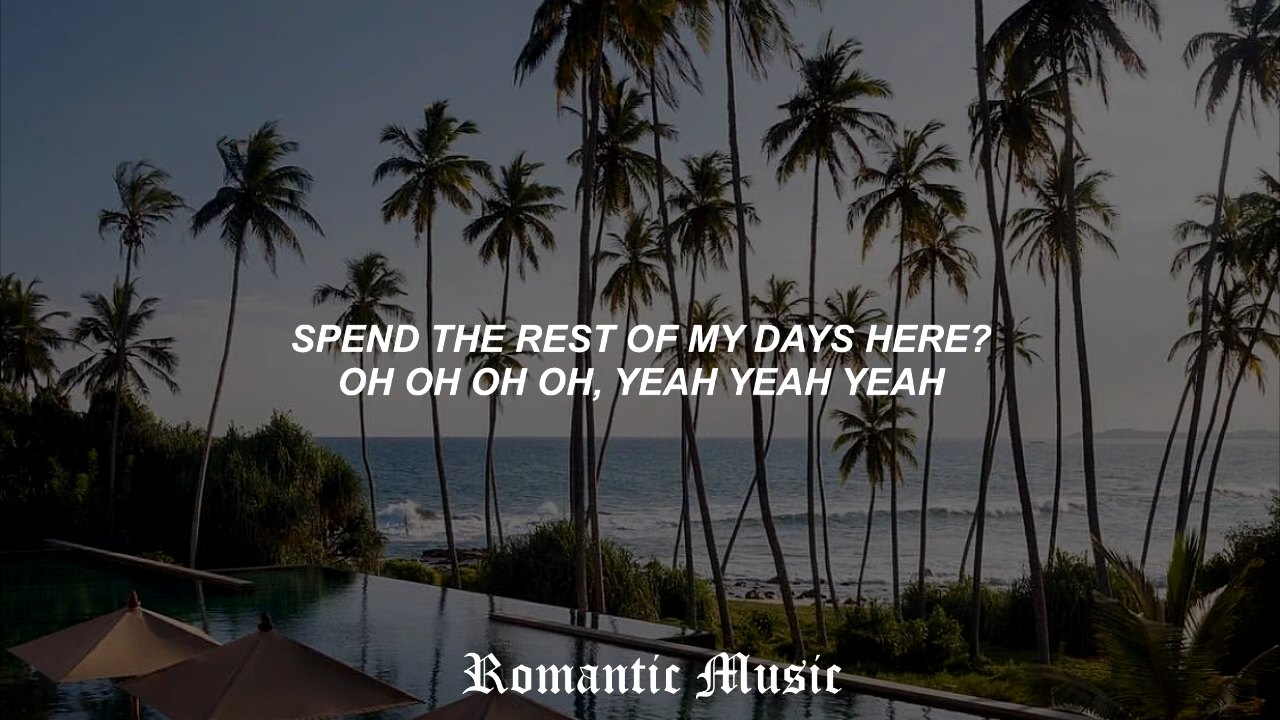 SPEND THE REST OF MY DAYS HERE?
OH OH OH OH, YEAH YEAH YEAH
Romantic Music